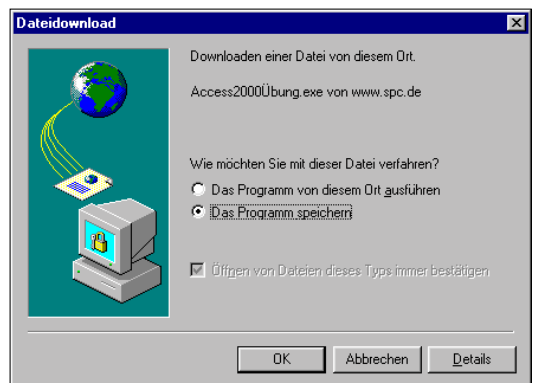 Dateidownload
Downloaden einer Datei von diesem Ort.
Access2000Übung.exe von www.spc.de
Wie möchten Sie mit dieser Datei verfahren?
Das Programm von diesem Ort ausführen
Das Programm speichern
Öffnen von Dateien dieses Typs immer bestätigen
OK Abbrechen Details